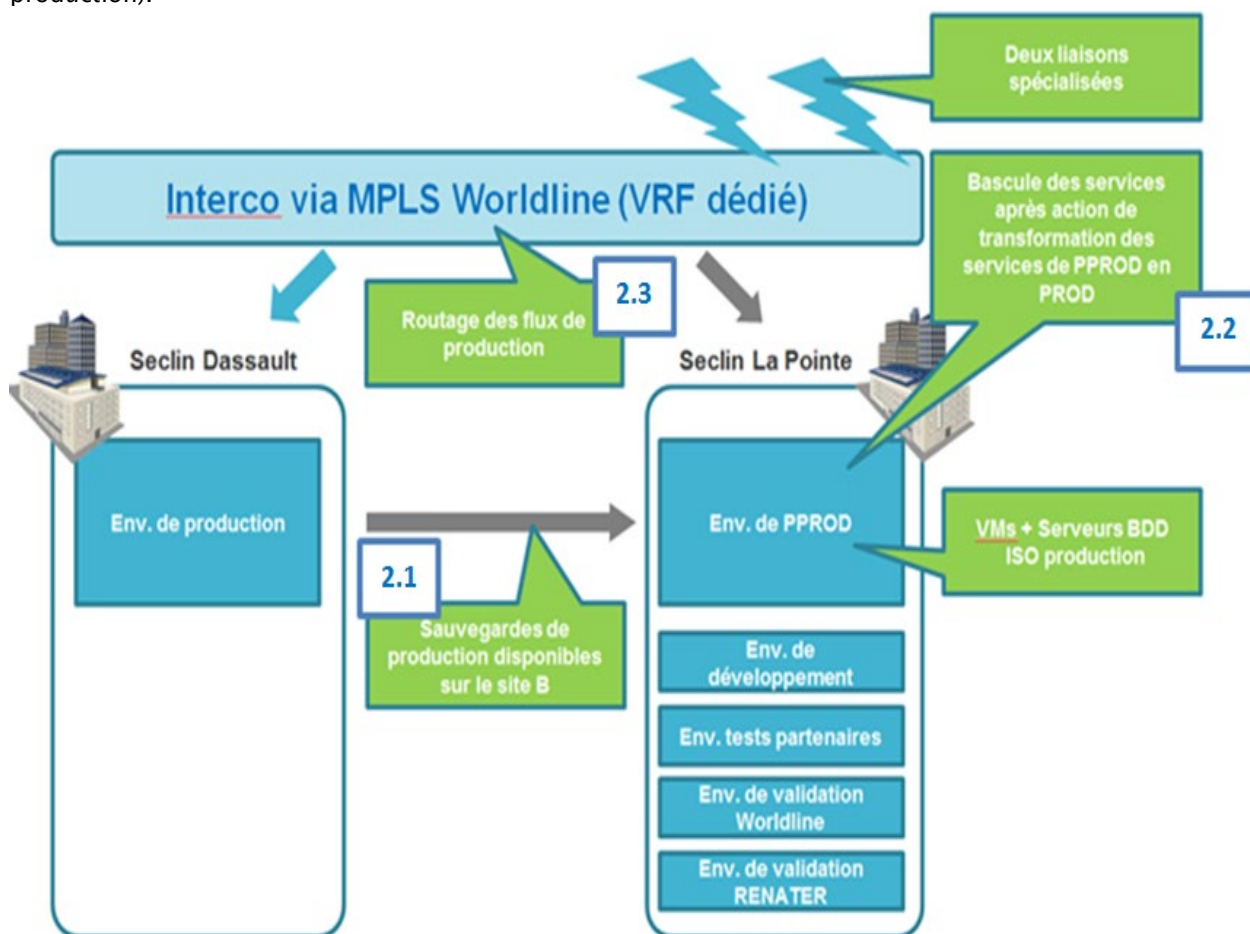 production).
Deux liaisons
spécialisées
Interco via MPLS Worldline (VRF dédié)
Bascule des services
après action de
transformation des
services de PPROD en
PROD
2.3
2.2
Routage des flux de
production
Seclin Dassault
Seclin La Pointe
Env. de production
Env. de PPROD
VMs + Serveurs BDD
ISO production
2.1
Sauvegardes de
production disponibles
sur le site B
Env. de
développement
Env. tests partenaires
Env. de validation
Worldline
Env. de validation
RENATER